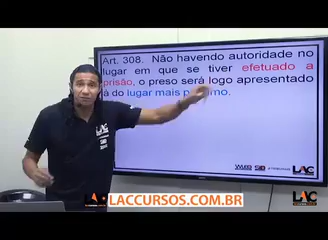 Art. 308. Não havendo autoridade no
lugar em que se tiver efetuado a
prisão, o preso será logo apresentado
à do lugar mais
LAC
LAC
LACCURSOS.COM.BR
LAC